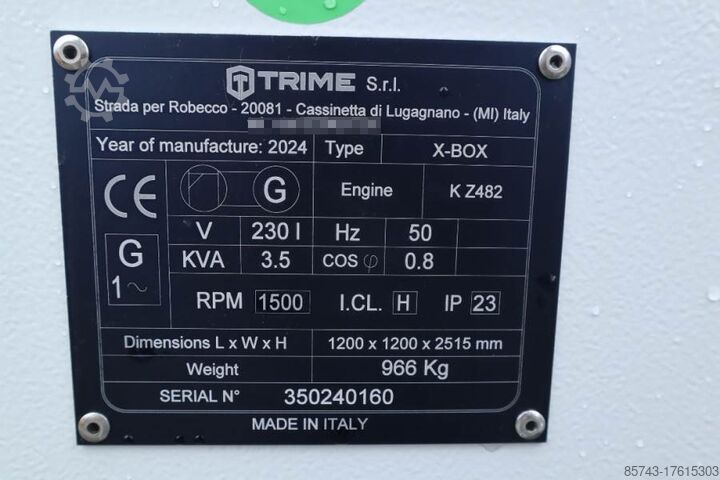 TRIME S.r.l.
Strada per Robecco - 20081 - Cassinetta di Lugagnano - (MI) Italy
Year of manufacture: 2024 Type X-BOX
CE G Engine K Z482
V 230 I Hz 50
G 1~ KVA 3.5 COS φ 0.8
RPM 1500 I.CL. H IP 23
Dimensions L x W x H 1200 x 1200 x 2515 mm
Weight 966 Kg
SERIAL N° 350240160
MADE IN ITALY
85743-17615303